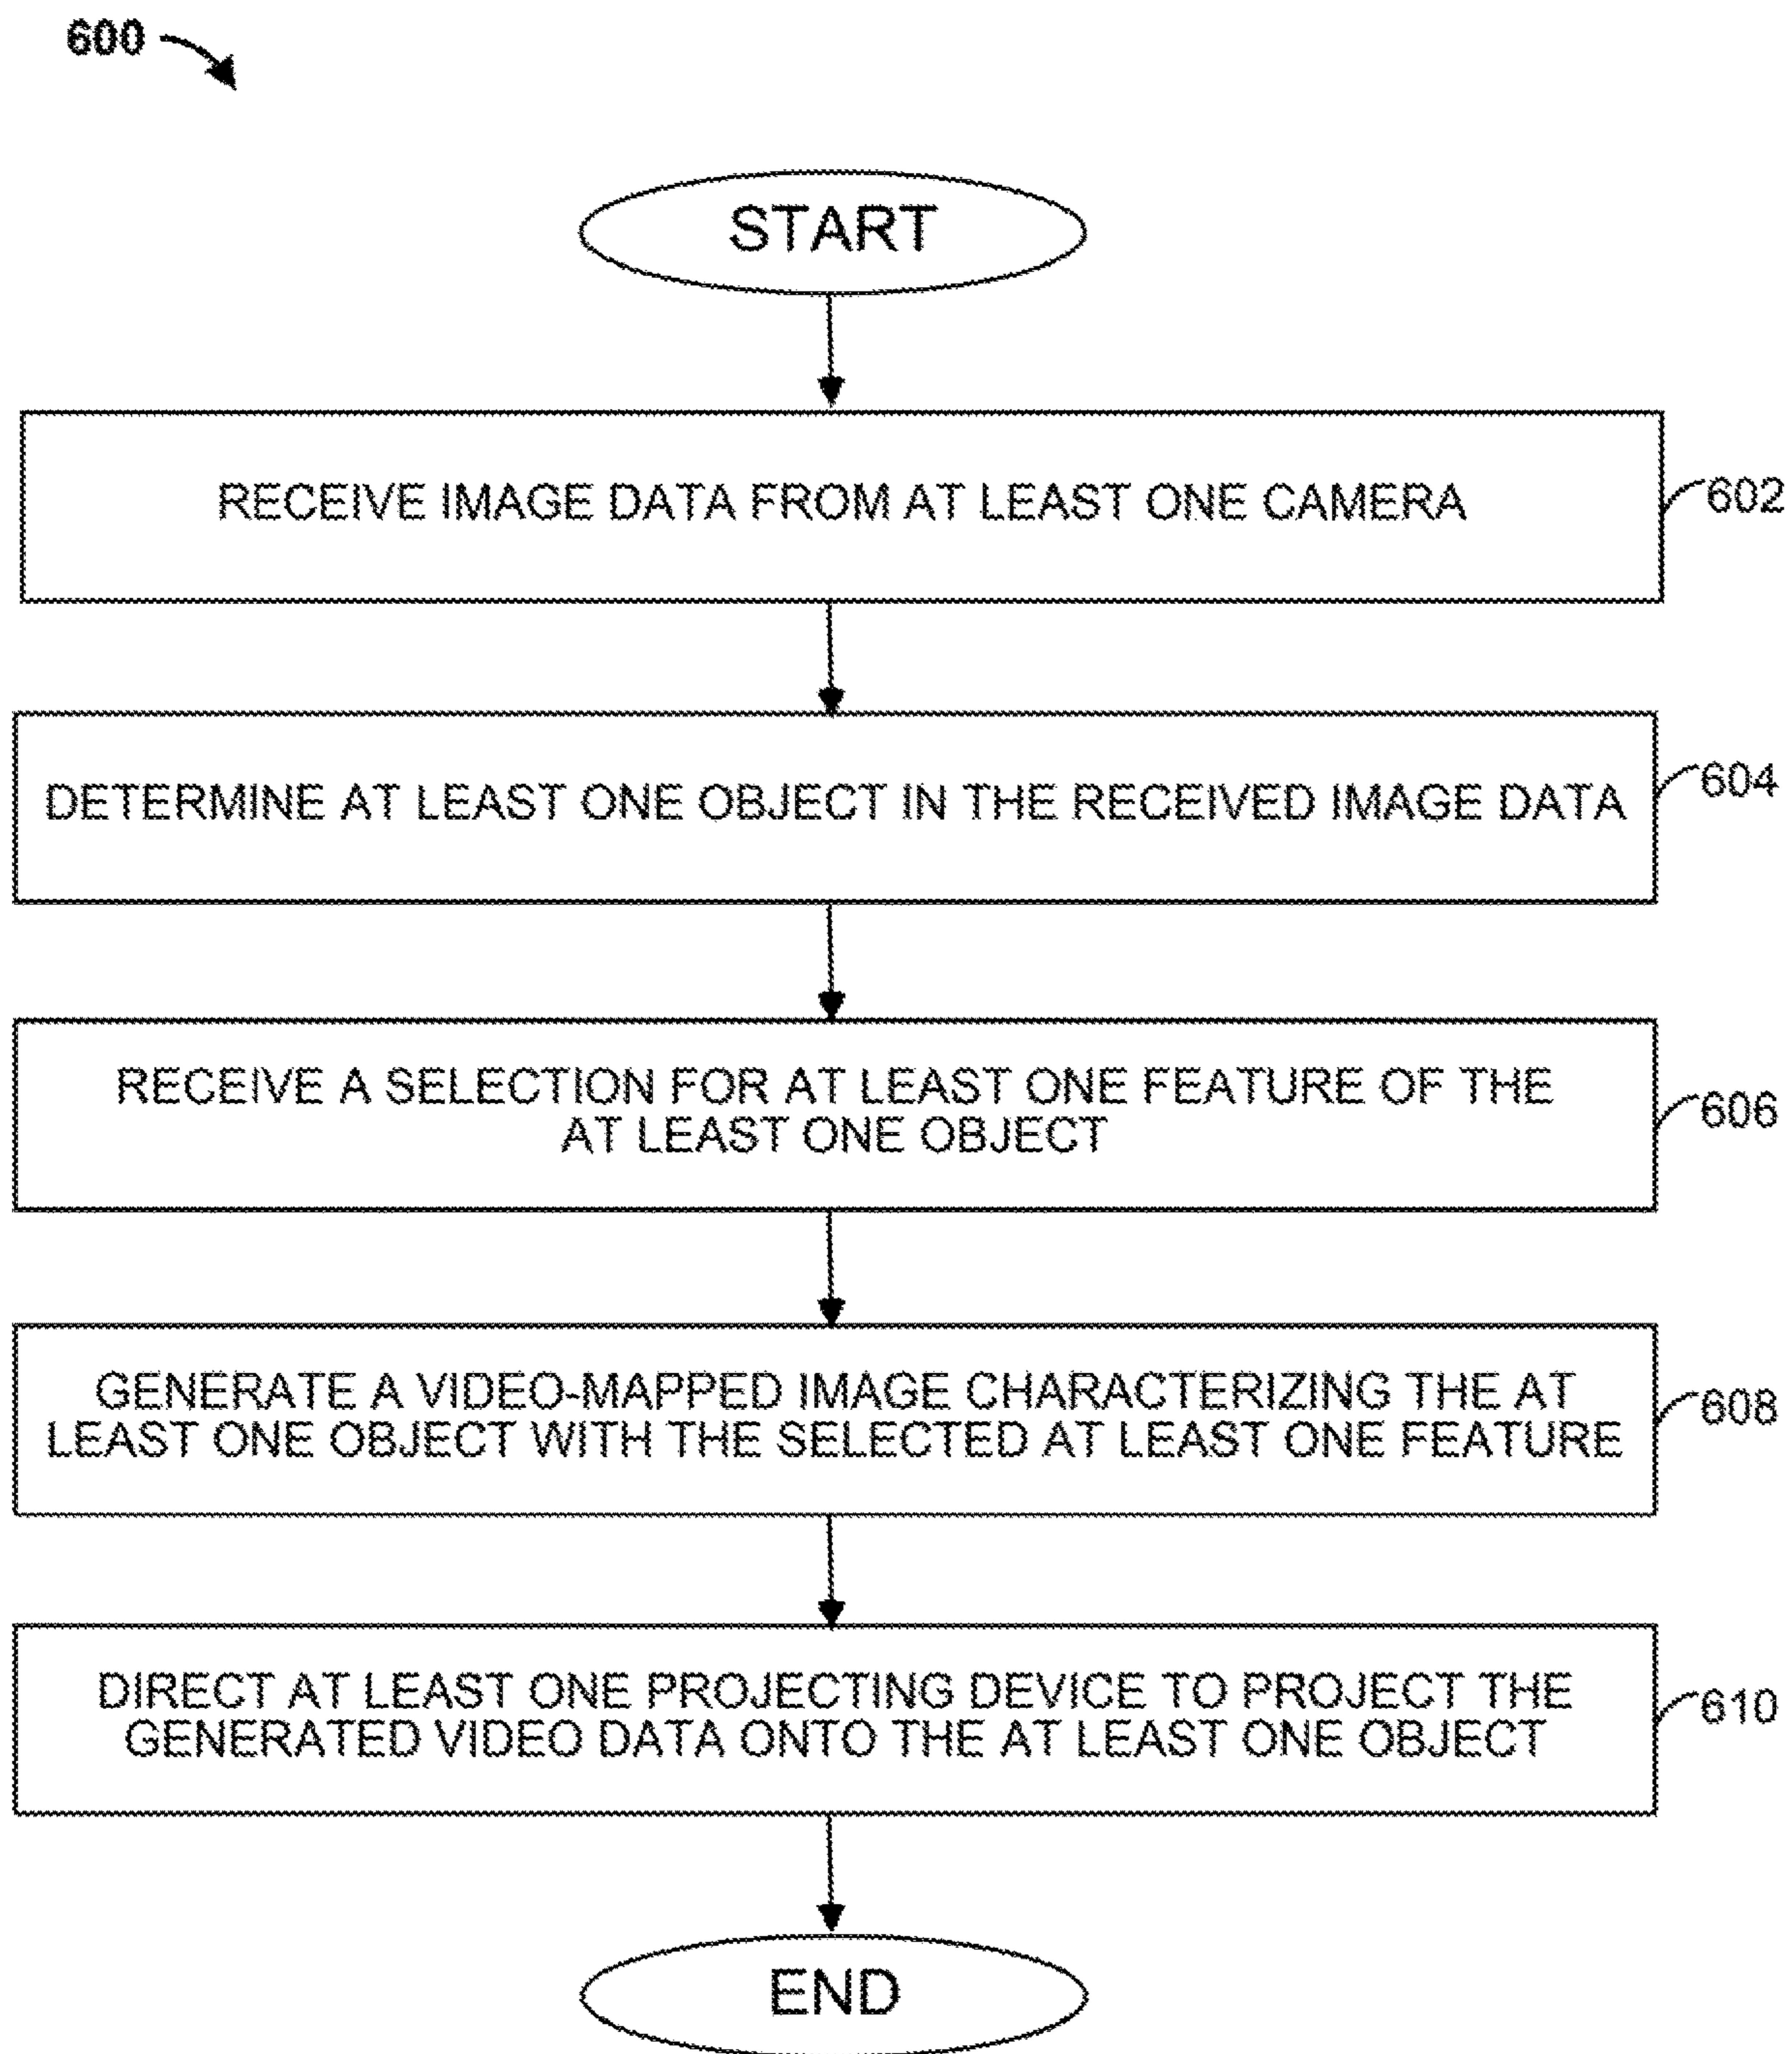 600
START
RECEIVE IMAGE DATA FROM AT LEAST ONE CAMERA
602
DETERMINE AT LEAST ONE OBJECT IN THE RECEIVED IMAGE DATA
604
RECEIVE A SELECTION FOR AT LEAST ONE FEATURE OF THE
AT LEAST ONE OBJECT
606
GENERATE A VIDEO-MAPPED IMAGE CHARACTERIZING THE AT
LEAST ONE OBJECT WITH THE SELECTED AT LEAST ONE FEATURE
608
DIRECT AT LEAST ONE PROJECTING DEVICE TO PROJECT THE
GENERATED VIDEO DATA ONTO THE AT LEAST ONE OBJECT
610
END